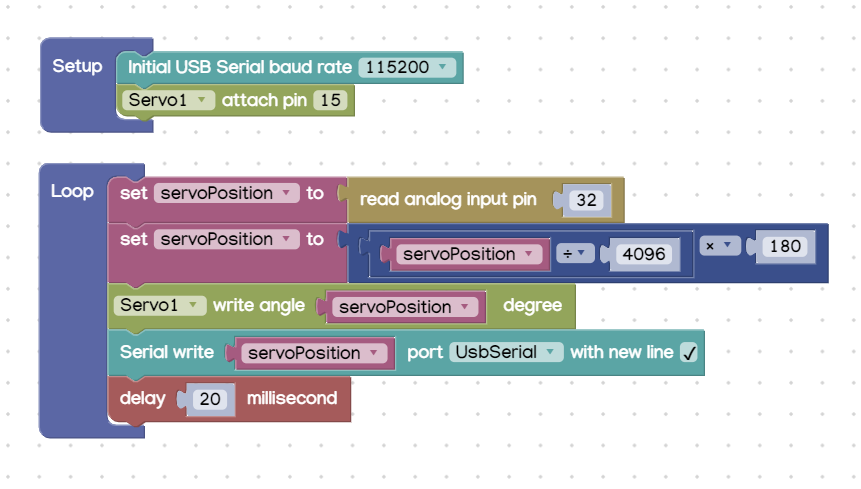 Setup Initial USB Serial baud rate 115200
Servo1 attach pin 15
Loop set servoPosition to read analog input pin 32
set servoPosition to servoPosition ÷ 4096 × 180
Servo1 write angle servoPosition degree
Serial write servoPosition port UsbSerial with new line ✓
delay 20 millisecond